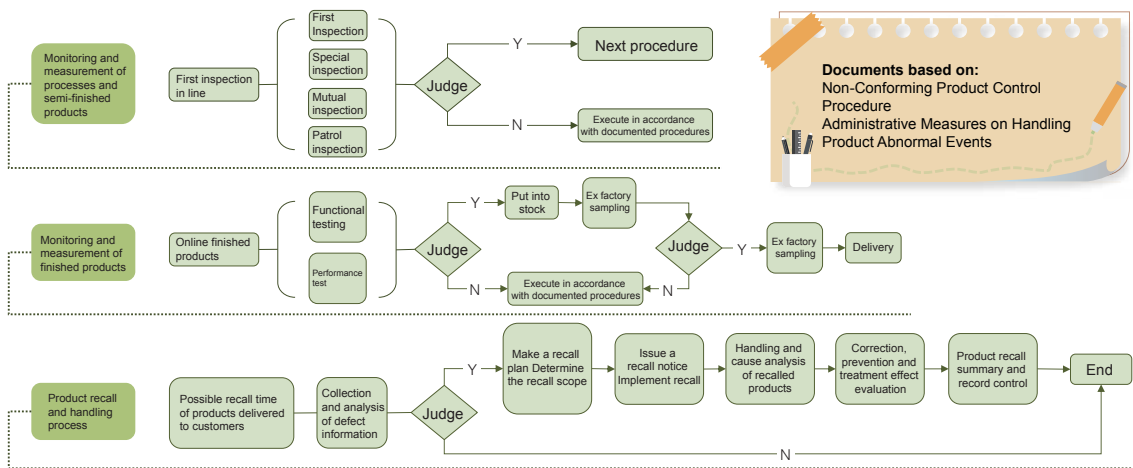 Monitoring and
measurement of
processes and
semi-finished
products
First inspection
in line
First
Inspection
Special
inspection
Mutual
inspection
Patrol
inspection
Judge
Y
Next procedure
N
Execute in accordance
with documented procedures
Documents based on:
Non-Conforming Product Control
Procedure
Administrative Measures on Handling
Product Abnormal Events
Monitoring and
measurement of
finished products
Online finished
products
Functional
testing
Performance
test
Judge
Y
Put into
stock
Ex factory
sampling
N
Execute in accordance
with documented procedures
N
Judge
Y
Ex factory
sampling
Delivery
Product recall
and handling
process
Possible recall time
of products delivered
to customers
Collection
and analysis
of defect
information
Judge
Y
Make a recall
plan Determine
the recall scope
Issue a
recall notice
Implement recall
Handling and
cause analysis
of recalled
products
Correction,
prevention and
treatment effect
evaluation
Product recall
summary and
record control
End
N